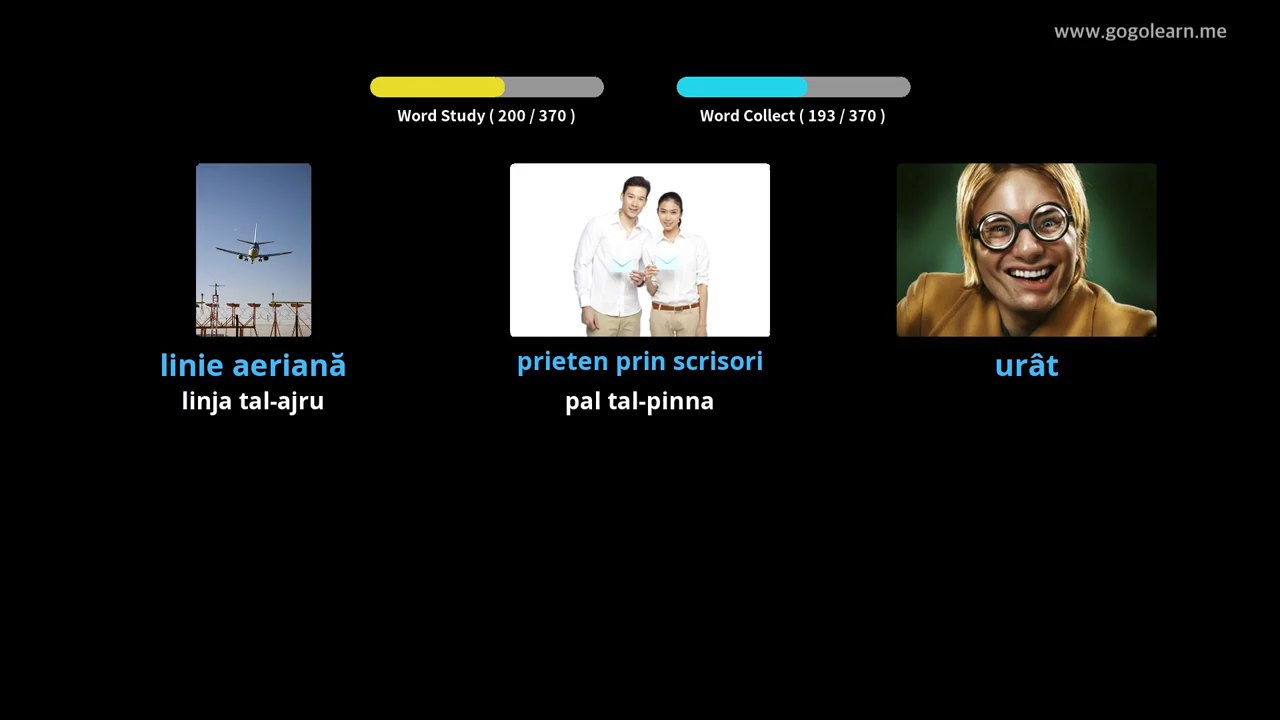 www.gogolearn.me
Word Study ( 200 / 370 )
Word Collect ( 193 / 370 )
linie aeriană
linja tal-ajru
prieten prin scrisori
pal tal-pinna
urât